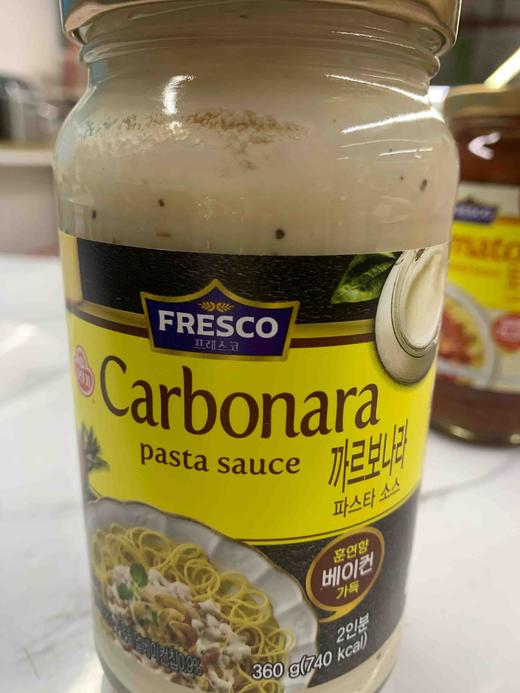 FRESCO
프레스코
Carbonara
pasta sauce
까르보나라
파스타 소스
훈연향
베이컨
가득
2인분
360 g(740 kcal)
FRESCO